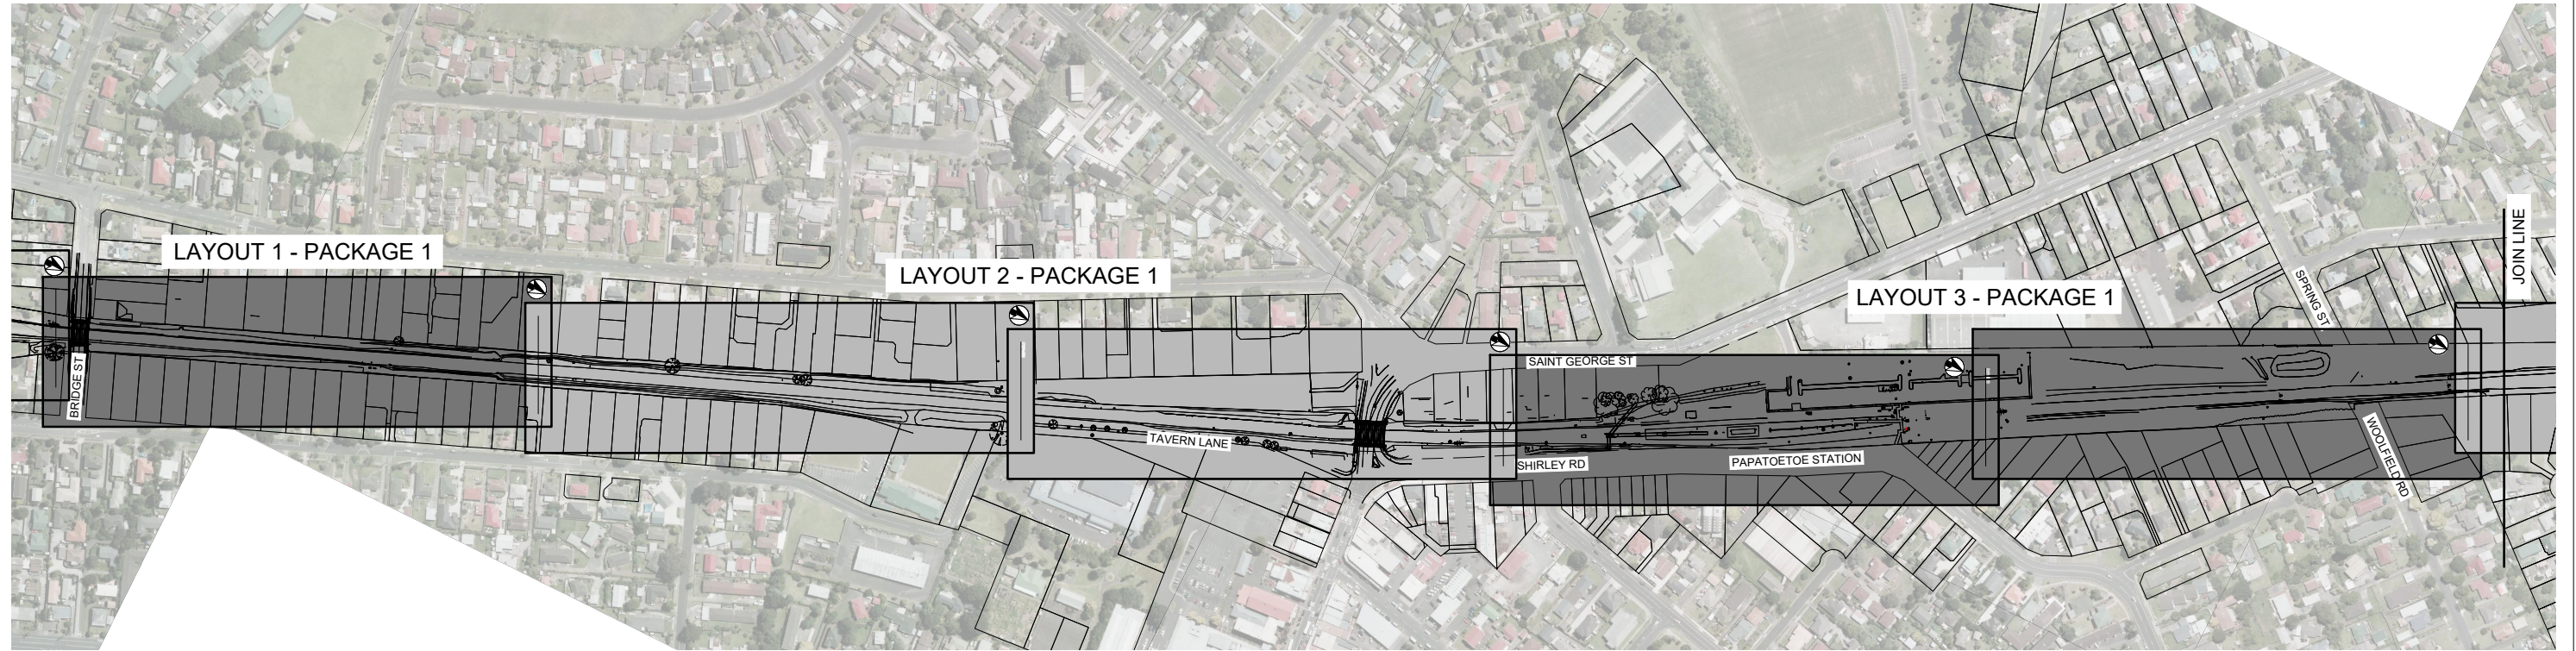 LAYOUT 1 - PACKAGE 1
LAYOUT 2 - PACKAGE 1
LAYOUT 3 - PACKAGE 1
JOIN LINE
SPRING ST
BRIDGE ST
SAINT GEORGE ST
TAVERN LANE
SHIRLEY RD
PAPATOETOE STATION
WOOLFIELD RD